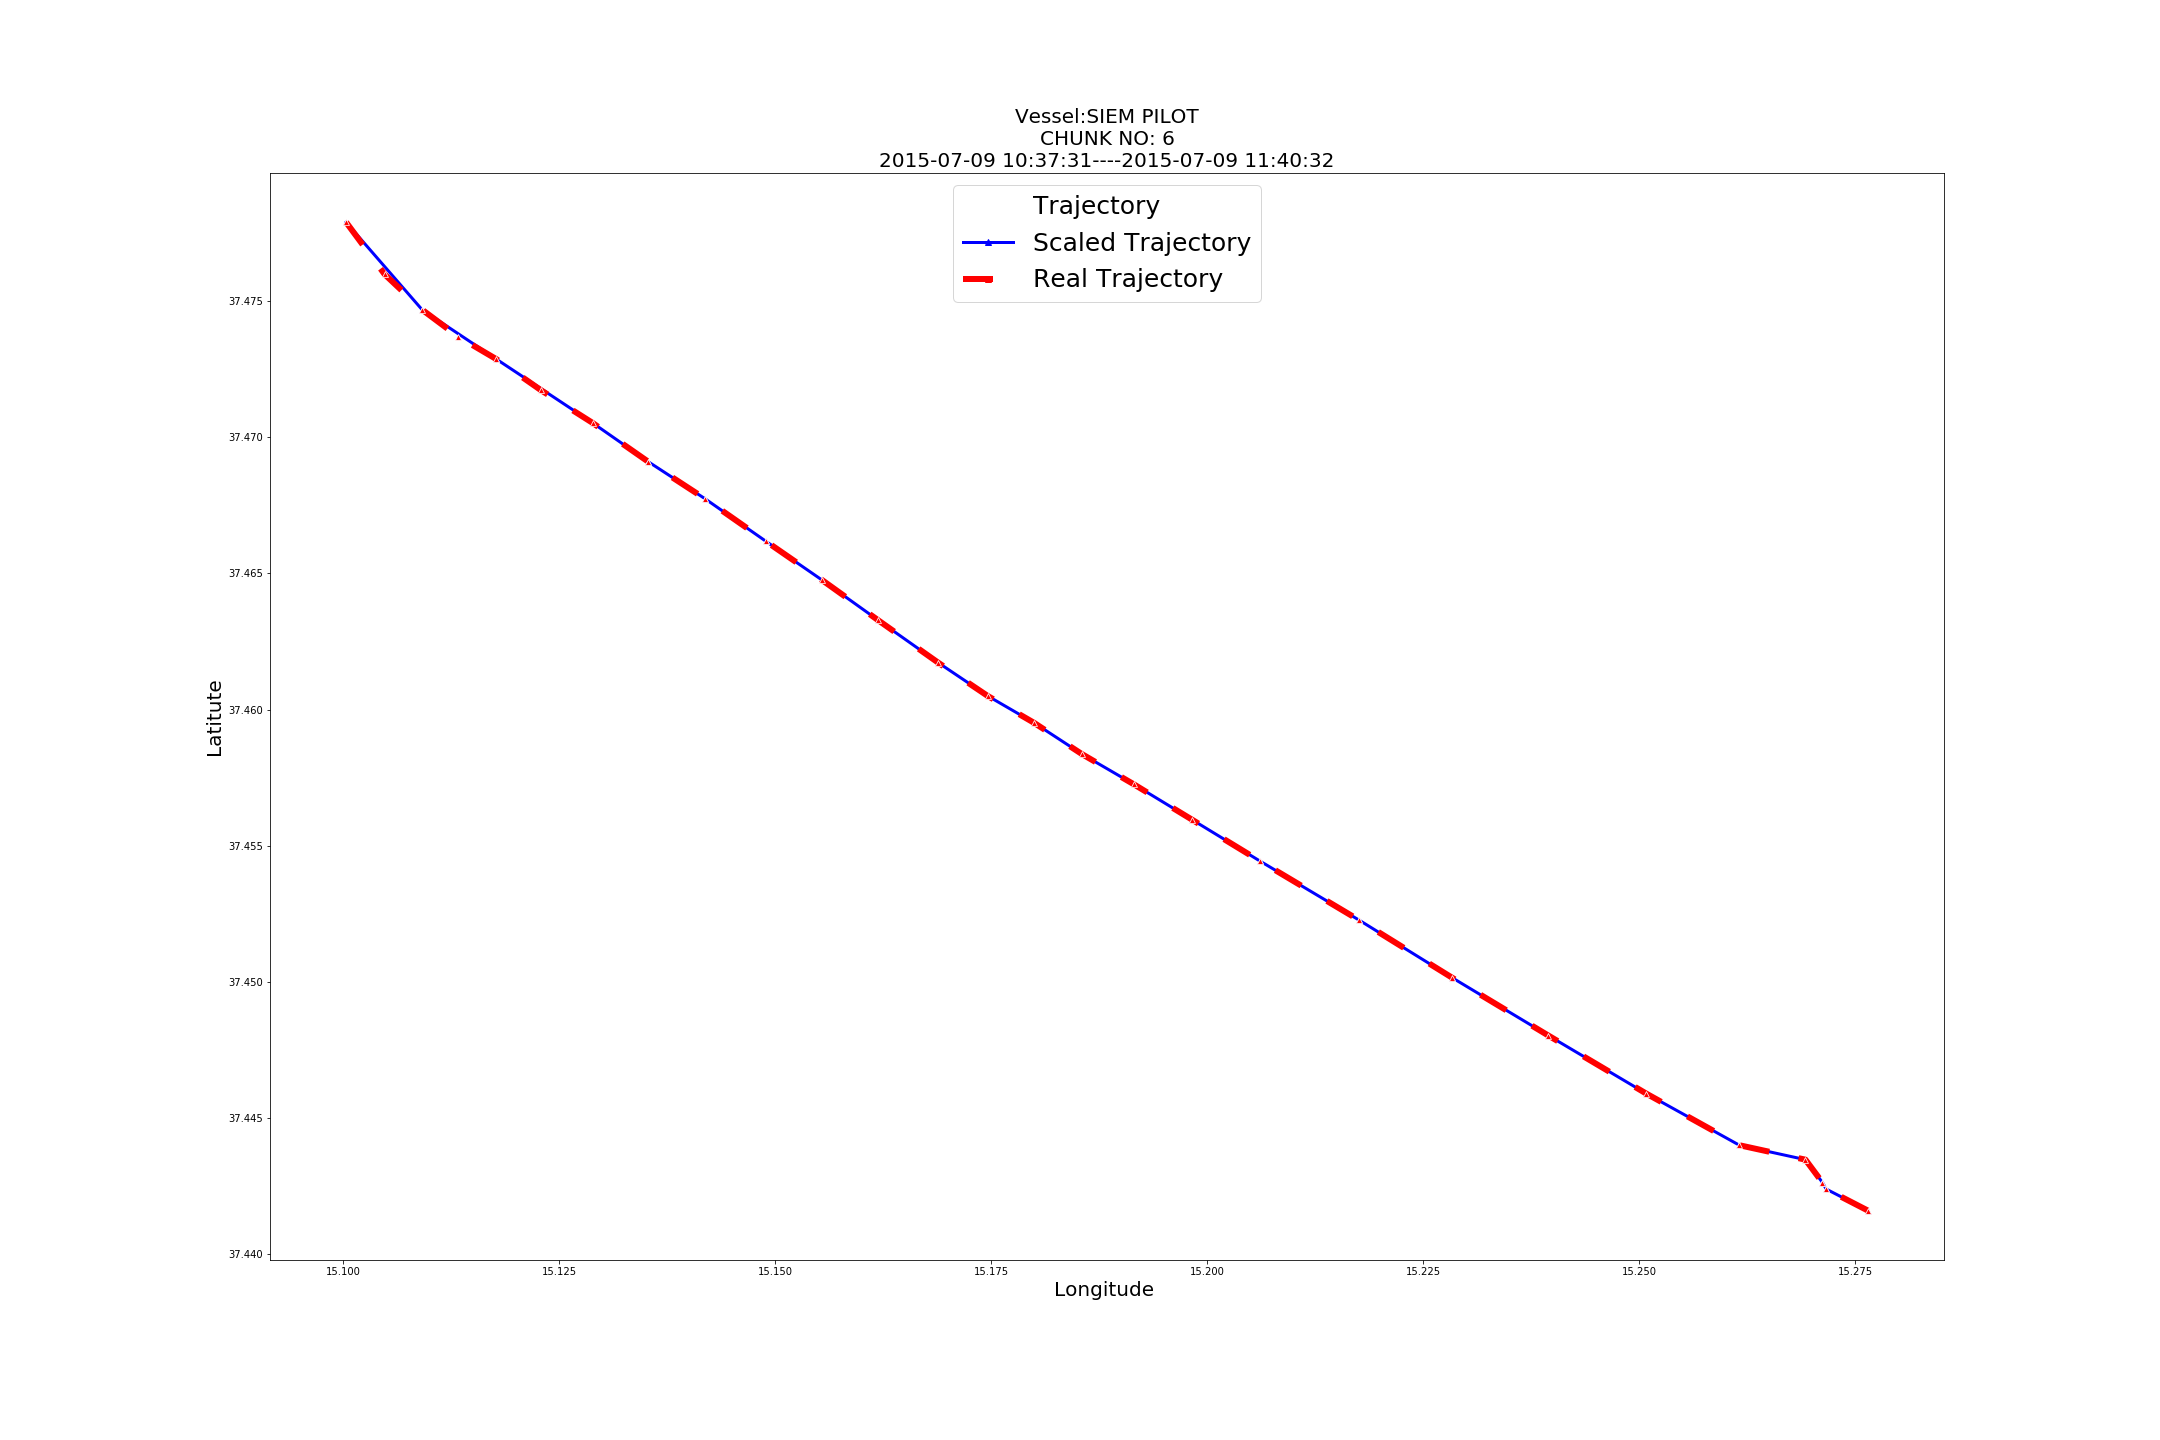 Vessel:SIEM PILOT
CHUNK NO: 6
2015-07-09 10:37:31----2015-07-09 11:40:32
Trajectory
Scaled Trajectory
Real Trajectory
37.475
37.470
37.465
37.460
37.455
37.450
37.445
37.440
Latitute
15.100 15.125 15.150 15.175 15.200 15.225 15.250 15.275
Longitude